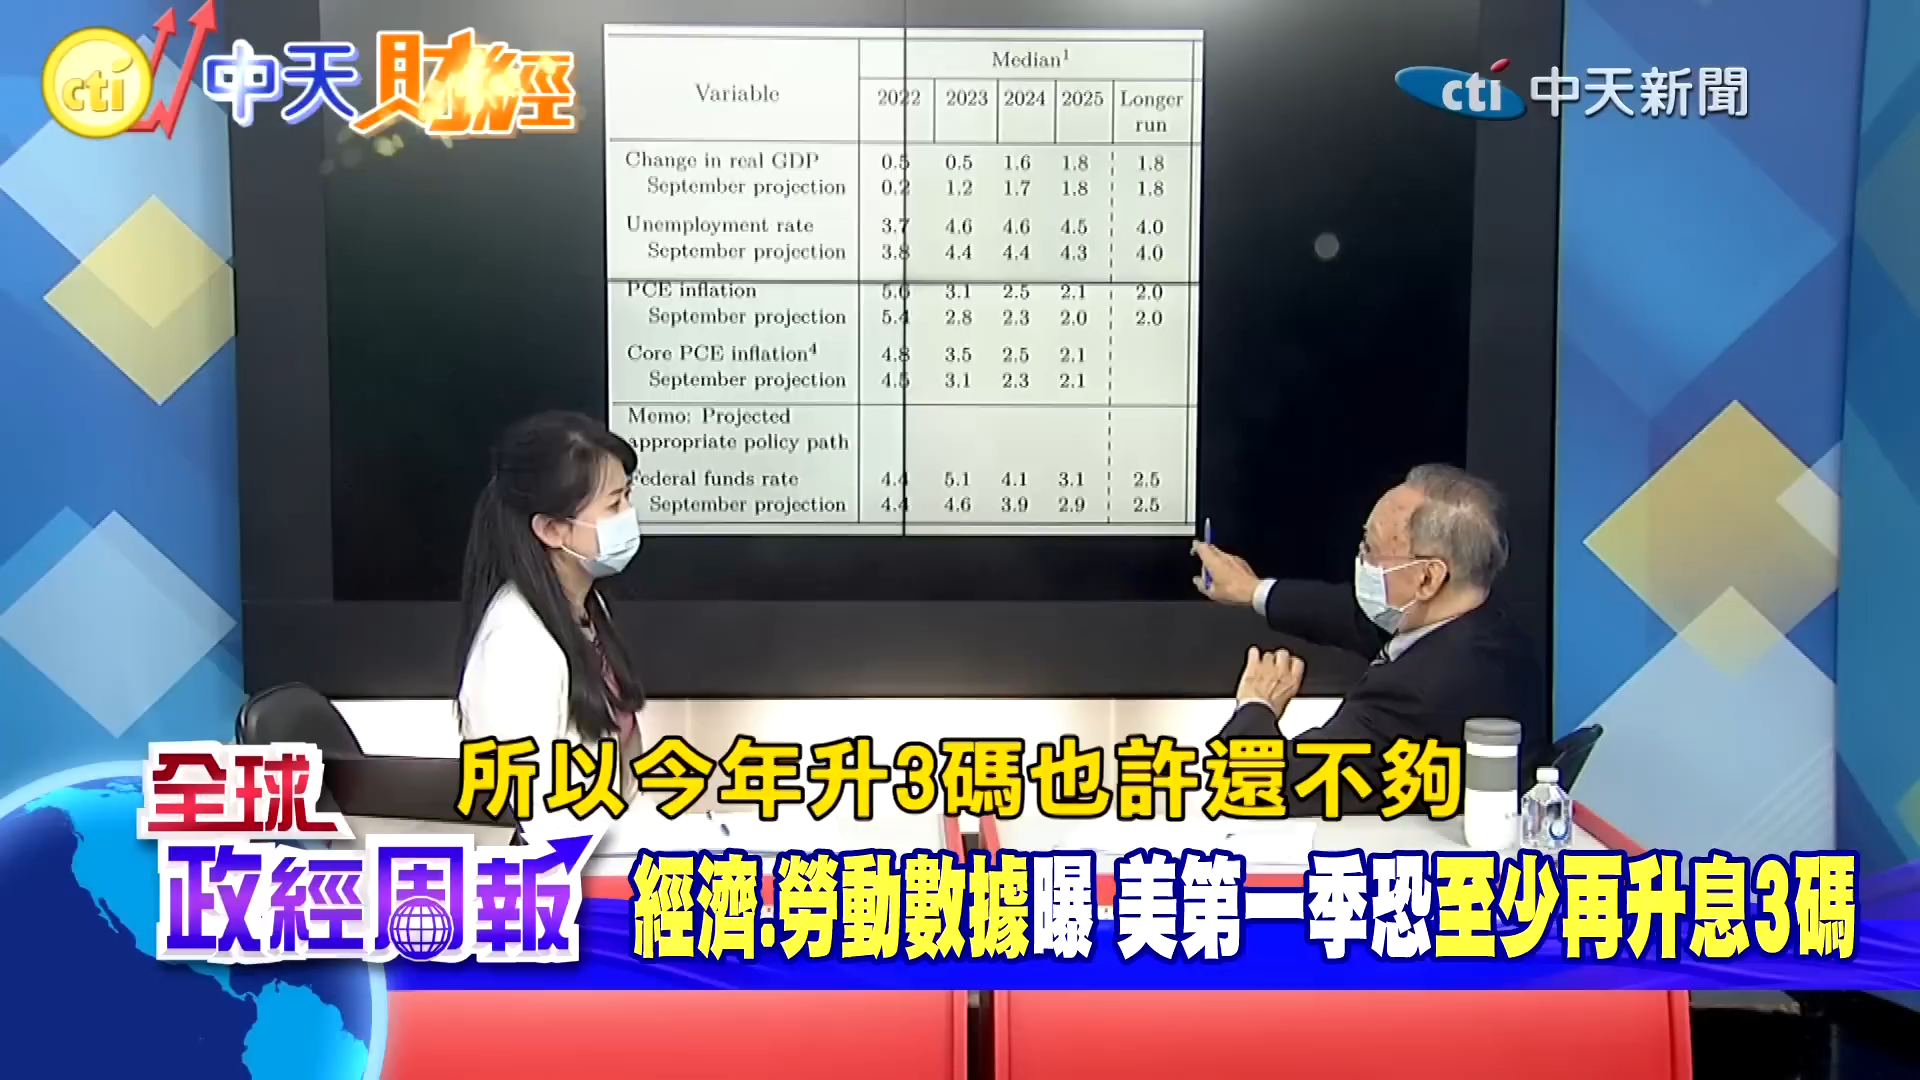 cti 中天財經
cti 中天新聞
Variable Median¹
2022 2023 2024 2025 Longer run
Change in real GDP 0.5 0.5 1.6 1.8 1.8
September projection 0.2 1.2 1.7 1.8 1.8
Unemployment rate 3.7 4.6 4.6 4.5 4.0
September projection 3.8 4.4 4.4 4.3 4.0
PCE inflation 5.6 3.1 2.5 2.1 2.0
September projection 5.4 2.8 2.3 2.0 2.0
Core PCE inflation⁴ 4.8 3.5 2.5 2.1
September projection 4.5 3.1 2.3 2.1
Memo: Projected
appropriate policy path
Federal funds rate 4.4 5.1 4.1 3.1 2.5
September projection 4.4 4.6 3.9 2.9 2.5
所以今年升3碼也許還不夠
全球
政經周報
經濟:勞動數據曝 美第一季恐至少再升息3碼